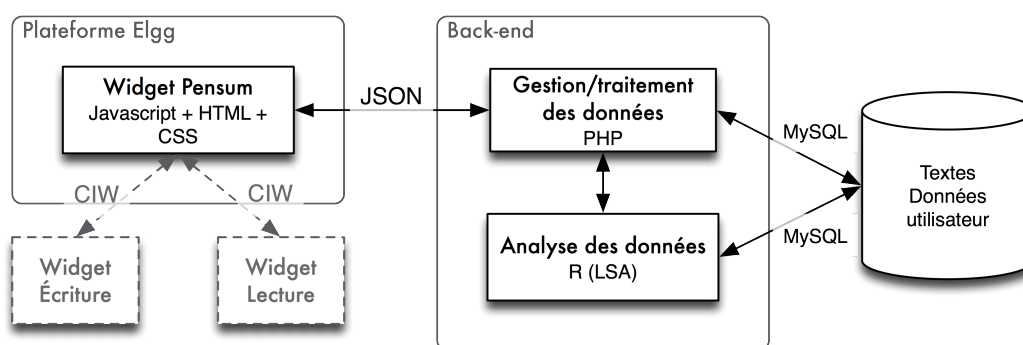 Plateforme Elgg
Widget Pensum
Javascript + HTML +
CSS
CIW
CIW
Widget
Écriture
Widget
Lecture
JSON
Back-end
Gestion/traitement
des données
PHP
Analyse des données
R (LSA)
MySQL
MySQL
Textes
Données
utilisateur